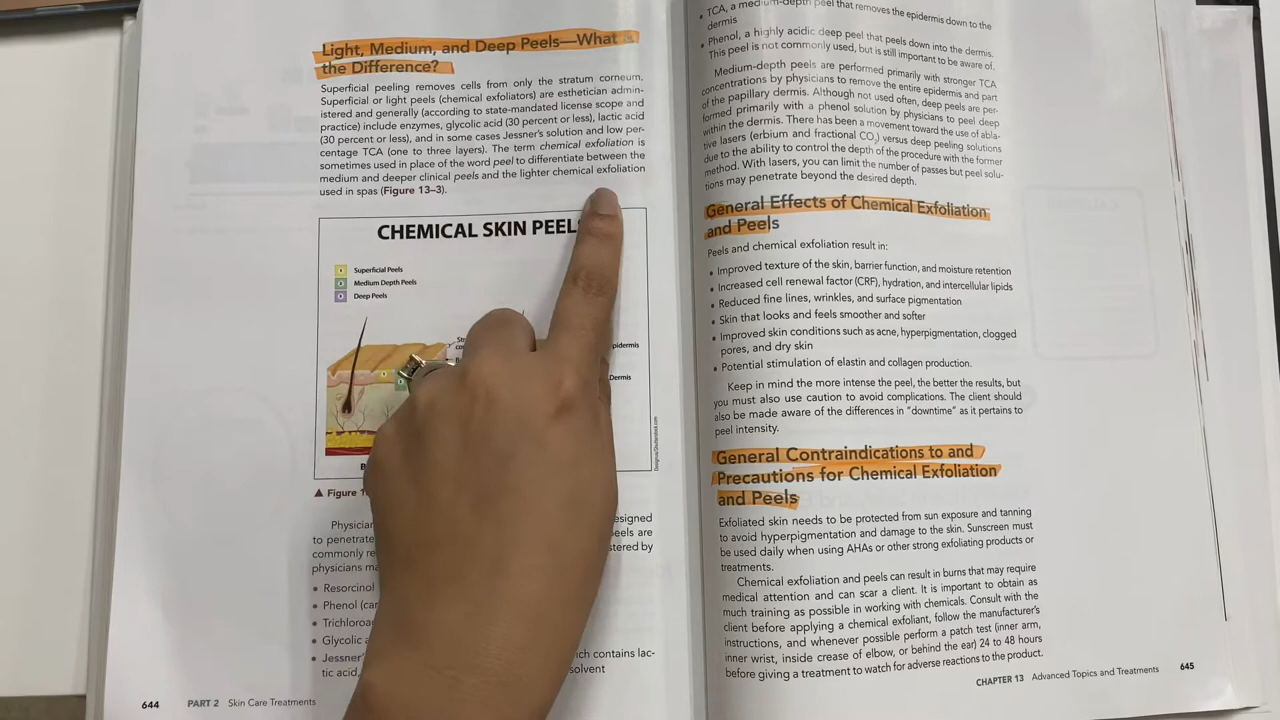 Light, Medium, and Deep Peels—What is
the Difference?
Superficial peeling removes cells from only the stratum corneum.
Superficial or light peels (chemical exfoliators) are esthetician admin-
istered and generally (according to state-mandated license scope and
practice) include enzymes, glycolic acid (30 percent or less), lactic acid
(30 percent or less), and in some cases Jessner's solution and low per-
centage TCA (one to three layers). The term chemical exfoliation is
sometimes used in place of the word peel to differentiate between the
medium and deeper clinical peels and the lighter chemical exfoliation
used in spas (Figure 13–3).
CHEMICAL SKIN PEELS
Superficial Peels
Medium Depth Peels
Deep Peels
pidermis
Dermis
Designua/Shutterstock.com
▲ Figure 1
Physician
esigned
to penetrate
eels are
commonly re
stered by
physicians ma
• Resorcinol
• Phenol (car
• Trichloroa
• Glycolic a
• Jessner'
ich contains lac-
tic acid,
solvent
644 PART 2 Skin Care Treatments
• TCA, a medium-depth peel that removes the epidermis down to the
dermis
• Phenol, a highly acidic deep peel that peels down into the dermis.
This peel is not commonly used, but is still important to be aware of.
Medium-depth peels are performed primarily with stronger TCA
concentrations by physicians to remove the entire epidermis and part
of the papillary dermis. Although not used often, deep peels are per-
formed primarily with a phenol solution by physicians to peel deep
within the dermis. There has been a movement toward the use of abla-
tive lasers (erbium and fractional CO₂) versus deep peeling solutions
due to the ability to control the depth of the procedure with the former
method. With lasers, you can limit the number of passes but peel solu-
tions may penetrate beyond the desired depth.
General Effects of Chemical Exfoliation
and Peels
Peels and chemical exfoliation result in:
• Improved texture of the skin, barrier function, and moisture retention
• Increased cell renewal factor (CRF), hydration, and intercellular lipids
• Reduced fine lines, wrinkles, and surface pigmentation
• Skin that looks and feels smoother and softer
• Improved skin conditions such as acne, hyperpigmentation, clogged
pores, and dry skin
• Potential stimulation of elastin and collagen production.
Keep in mind the more intense the peel, the better the results, but
you must also use caution to avoid complications. The client should
also be made aware of the differences in "downtime" as it pertains to
peel intensity.
General Contraindications to and
Precautions for Chemical Exfoliation
and Peels
Exfoliated skin needs to be protected from sun exposure and tanning
to avoid hyperpigmentation and damage to the skin. Sunscreen must
be used daily when using AHAs or other strong exfoliating products or
treatments.
Chemical exfoliation and peels can result in burns that may require
medical attention and can scar a client. It is important to obtain as
much training as possible in working with chemicals. Consult with the
client before applying a chemical exfoliant, follow the manufacturer's
instructions, and whenever possible perform a patch test (inner arm,
inner wrist, inside crease of elbow, or behind the ear) 24 to 48 hours
before giving a treatment to watch for adverse reactions to the product.
CHAPTER 13 Advanced Topics and Treatments 645